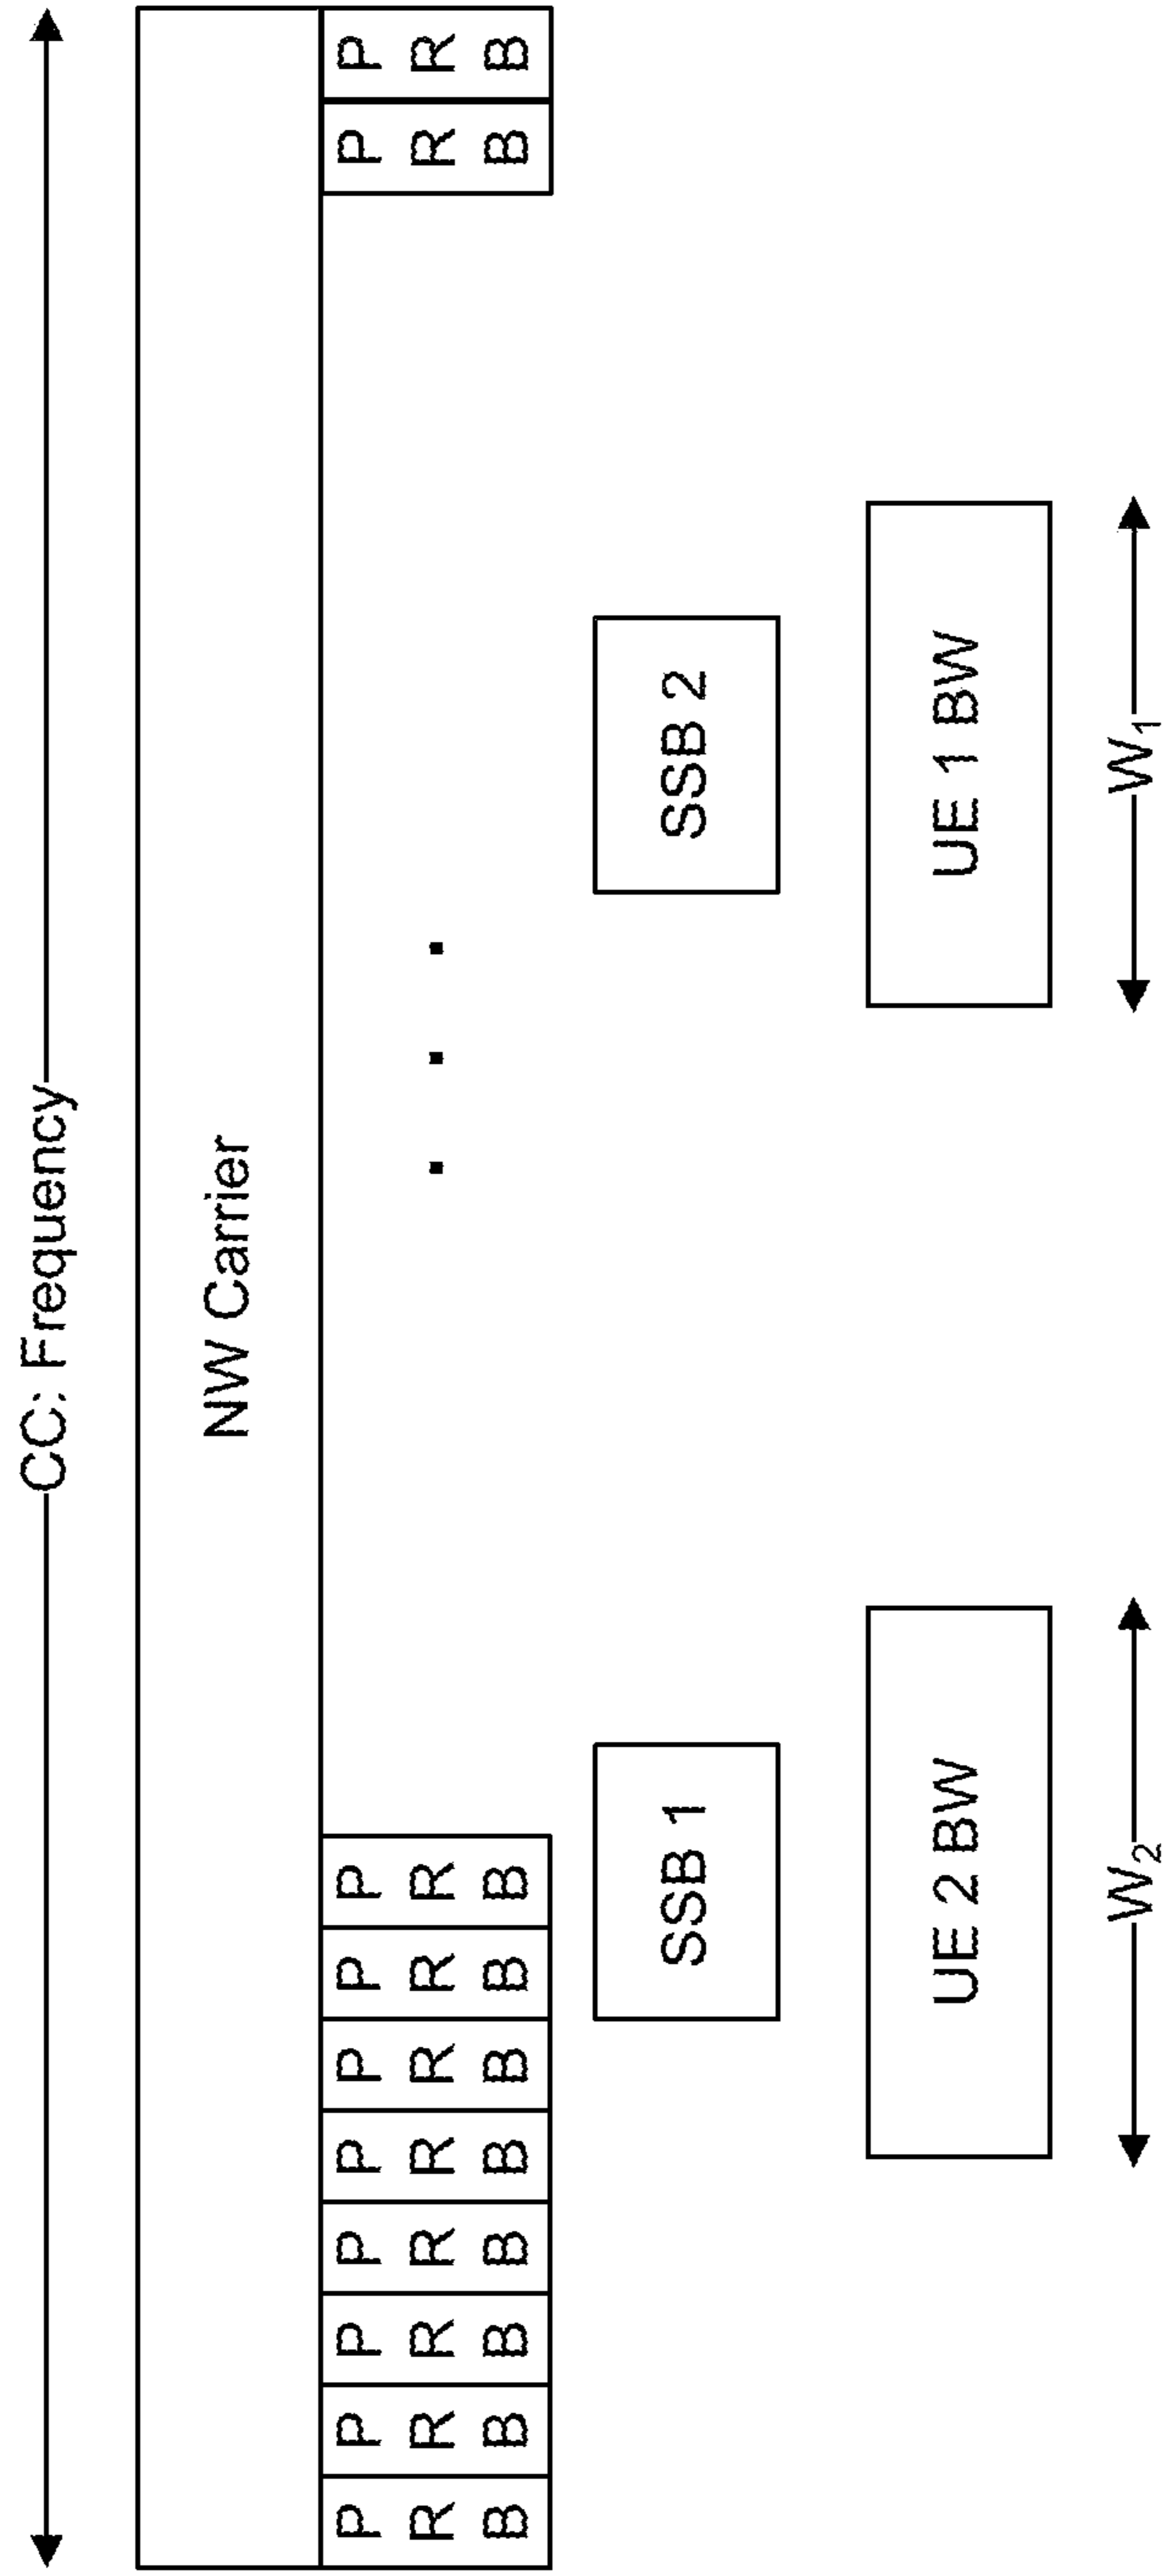 CC: Frequency
NW Carrier
PRB PRB PRB PRB PRB PRB PRB PRB . . . PRB PRB
SSB 1 SSB 2
UE 2 BW UE 1 BW
W₂ W₁